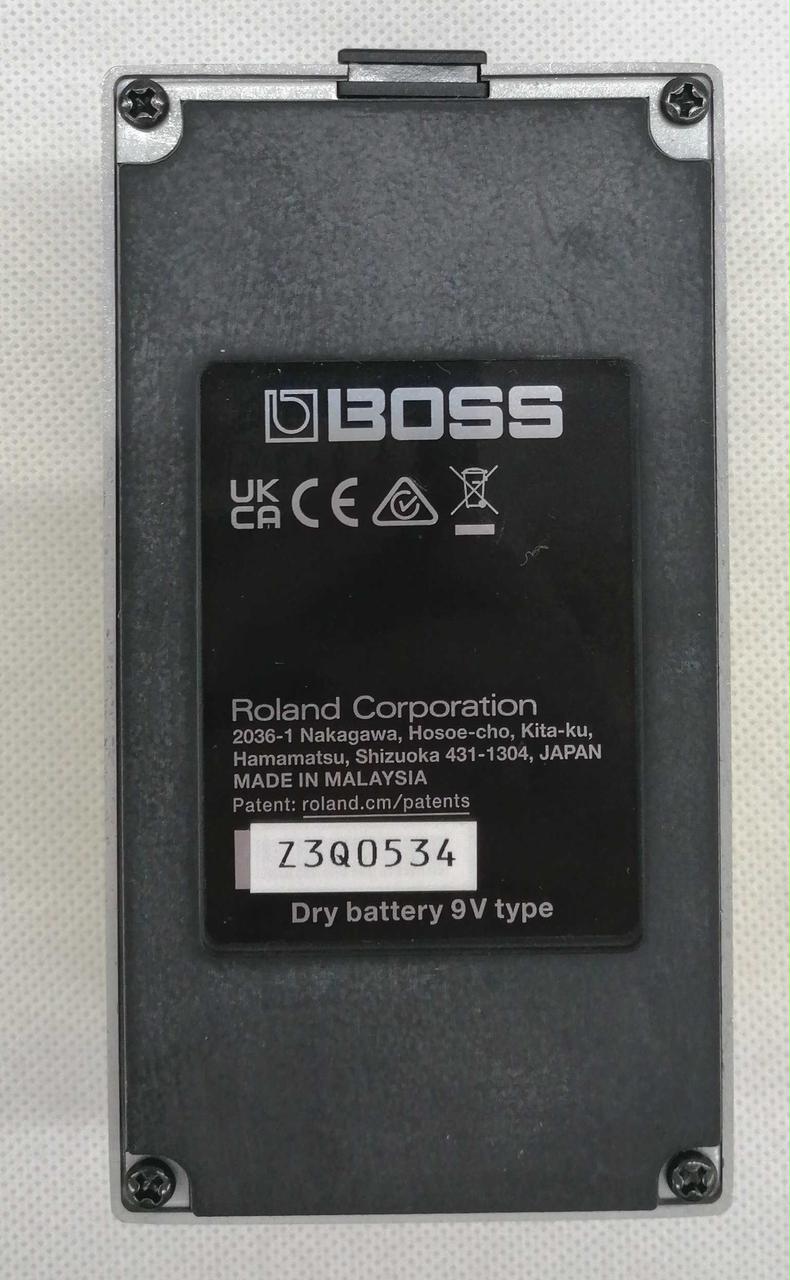 BOSS
UK
CA CE
Roland Corporation
2036-1 Nakagawa, Hosoe-cho, Kita-ku,
Hamamatsu, Shizuoka 431-1304, JAPAN
MADE IN MALAYSIA
Patent: roland.cm/patents
Z3Q0534
Dry battery 9V type